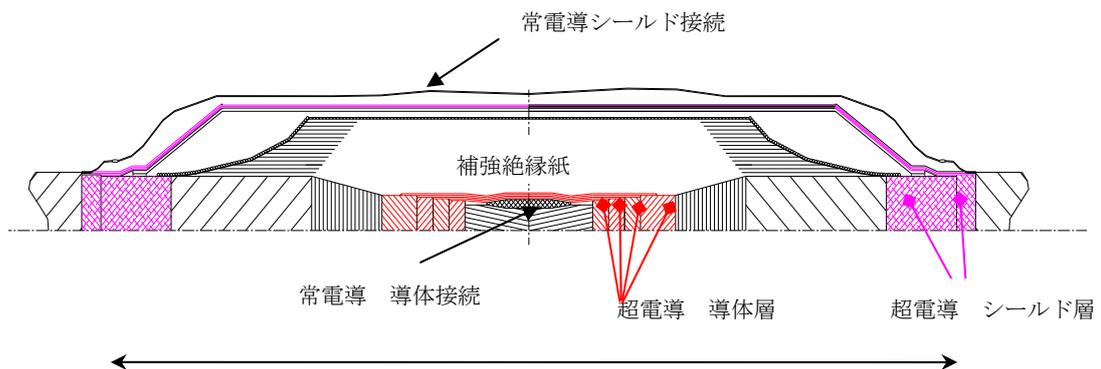 常電導シールド接続
補強絶縁紙
常電導　導体接続
超電導　導体層
超電導　シールド層